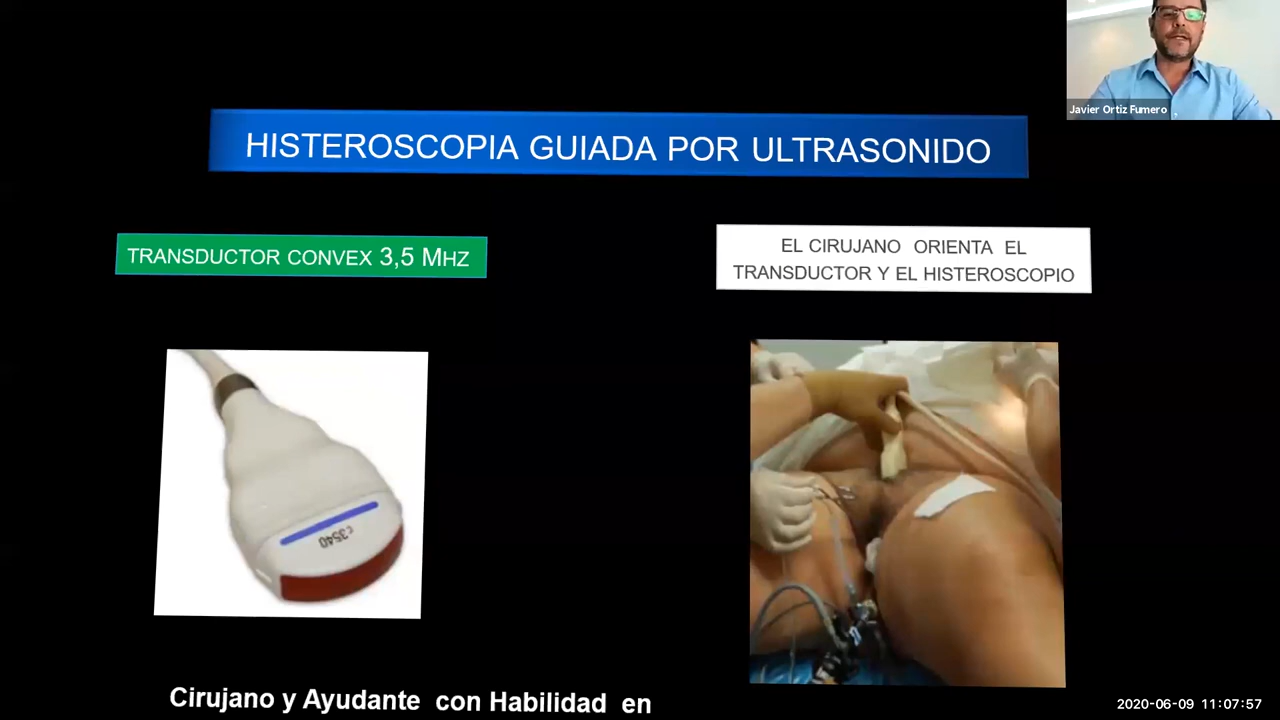 Javier Ortiz Fumero
HISTEROSCOPIA GUIADA POR ULTRASONIDO
TRANSDUCTOR CONVEX 3,5 MHZ
EL CIRUJANO ORIENTA EL
TRANSDUCTOR Y EL HISTEROSCOPIO
c3540
Cirujano y Ayudante con Habilidad en
2020-06-09 11:07:57